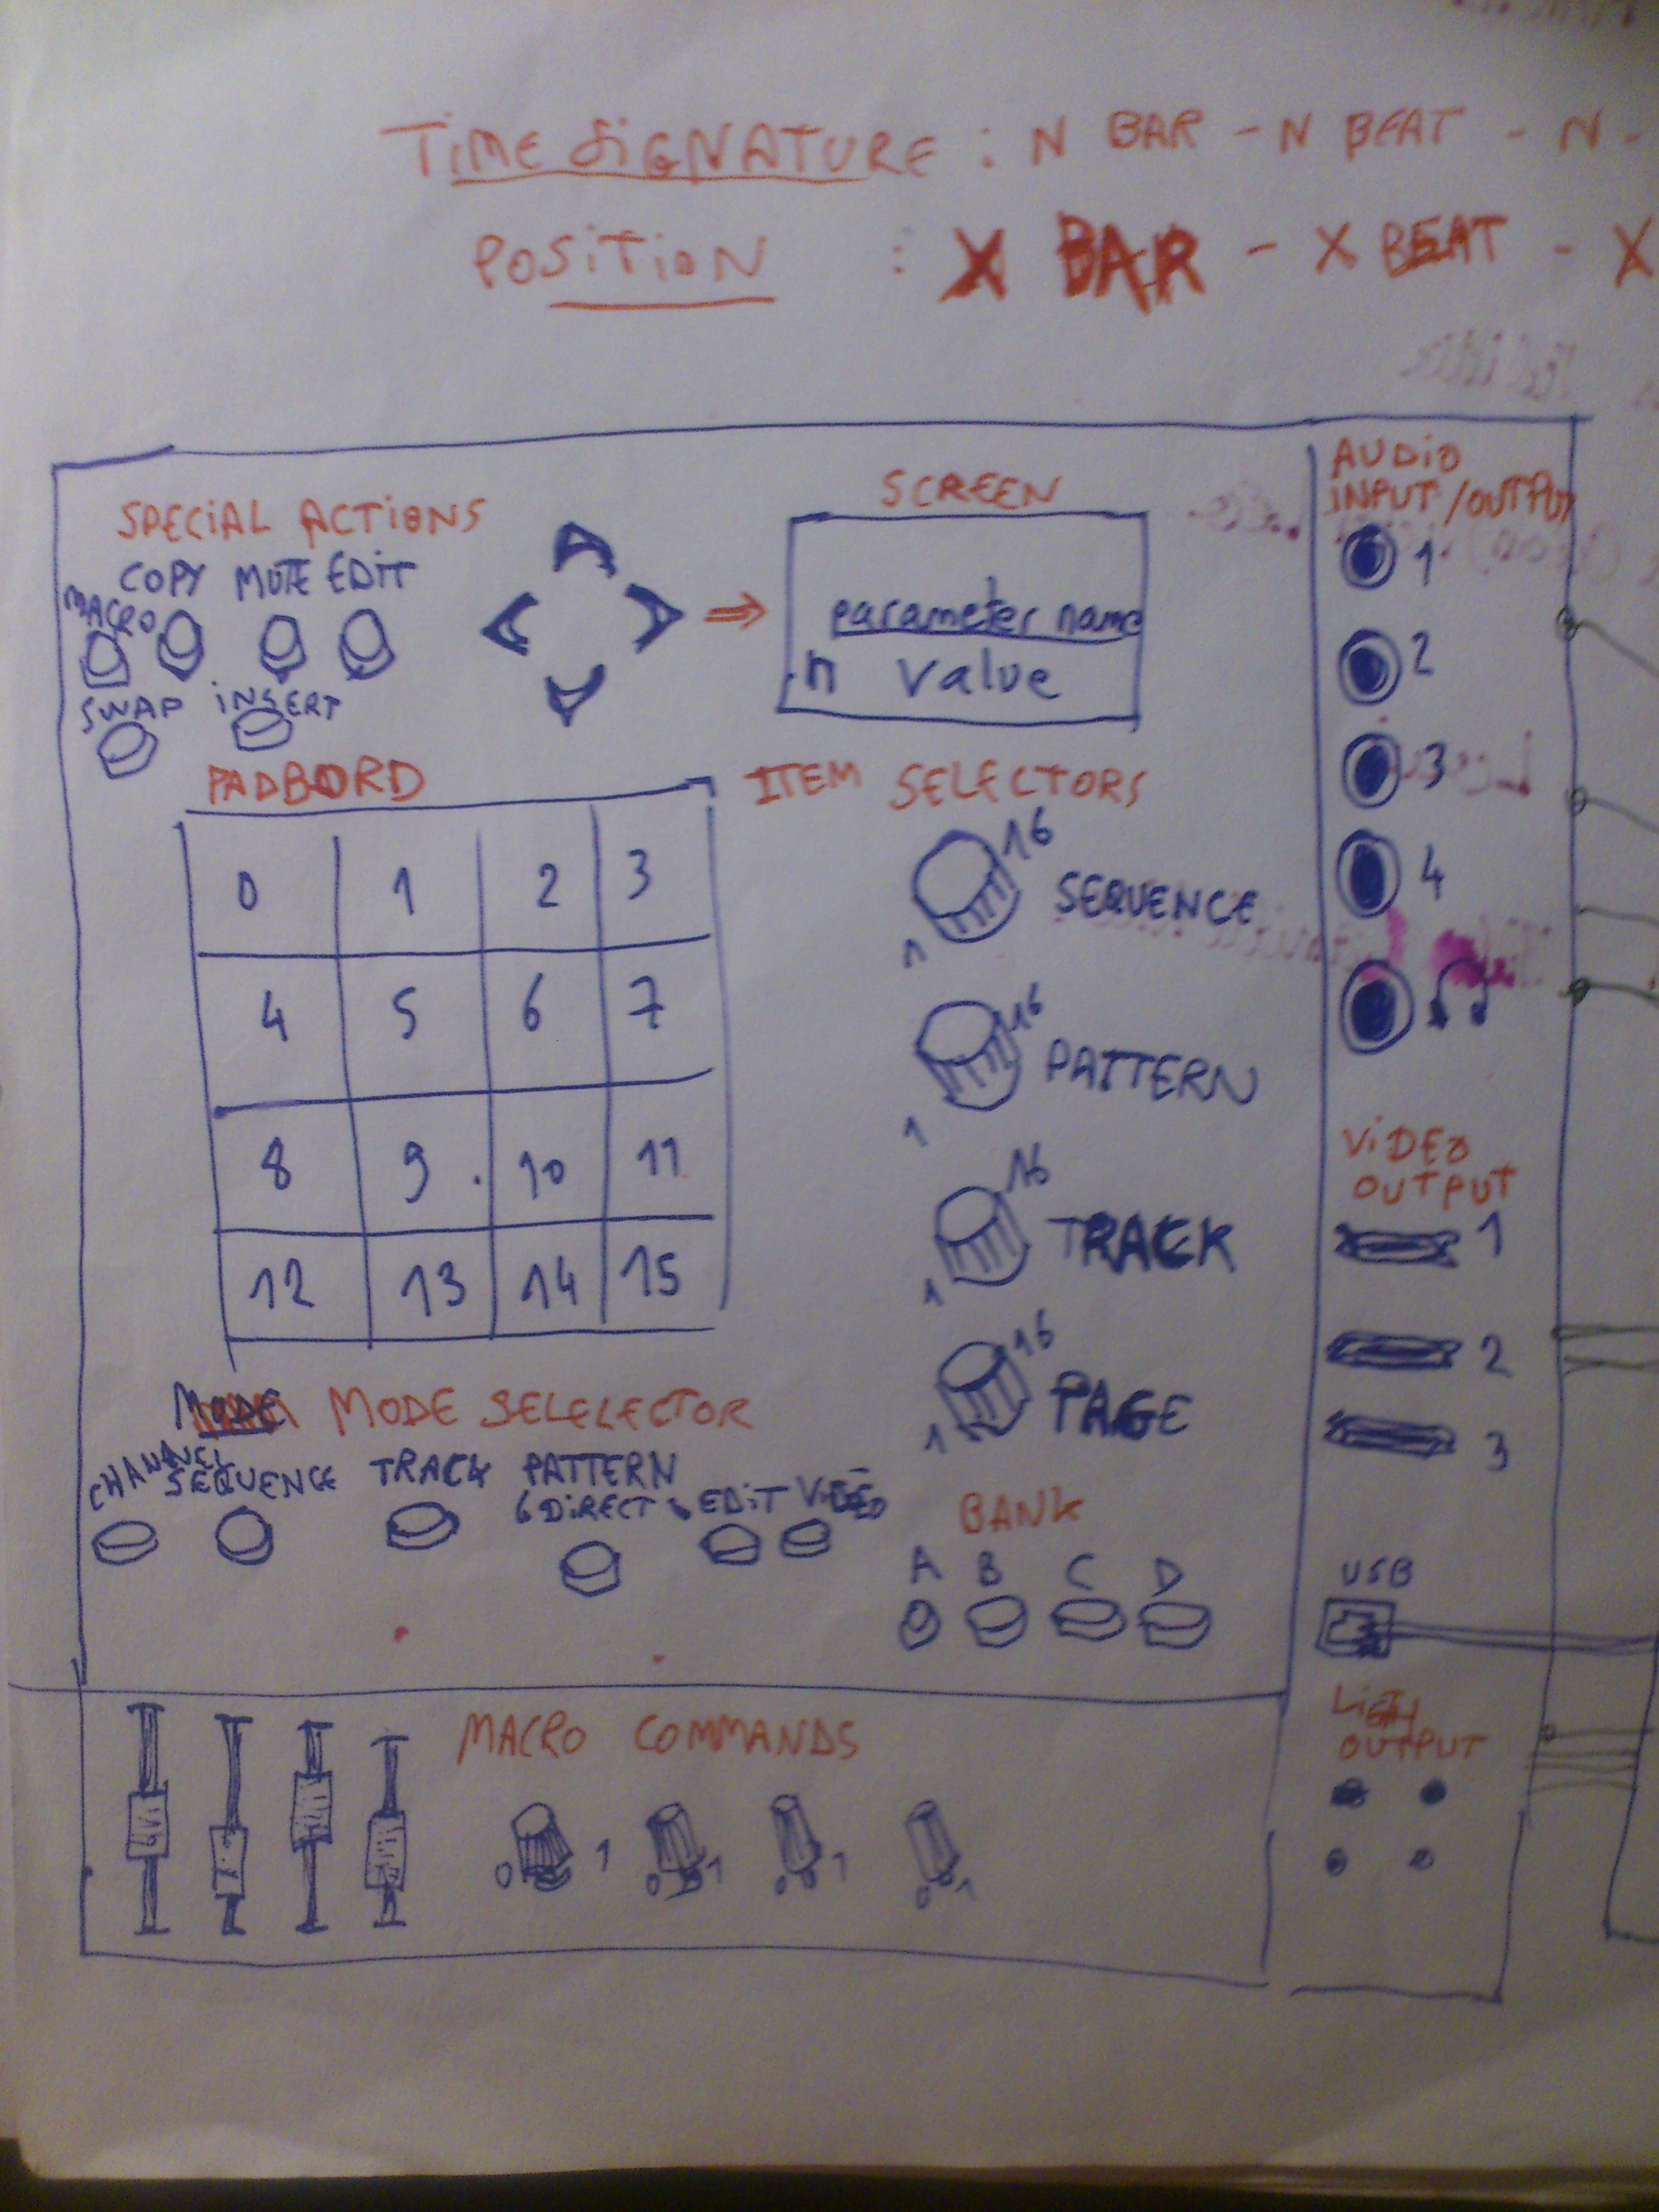 TIME SIGNATURE : N BAR - N BEAT - N -
POSITION : X BAR - X BEAT - X
SPECIAL ACTIONS
MACRO COPY MUTE EDIT
SWAP INSERT
SCREEN
parameter name
n value
PADBORD
0 1 2 3
4 5 6 7
8 9 10 11
12 13 14 15
ITEM SELECTORS
16
SEQUENCE
1
16
PATTERN
1
16
TRACK
1
16
PAGE
1
MODE MODE SELELECTOR
CHANNEL SEQUENCE TRACK PATTERN
DIRECT EDIT VIDEO
BANK
A B C D
MACRO COMMANDS
0 1 0 1 0 1 0 1
AUDIO
INPUT/OUTPUT
1
2
3
4
VIDEO
OUTPUT
1
2
3
USB
LIGTH
OUTPUT